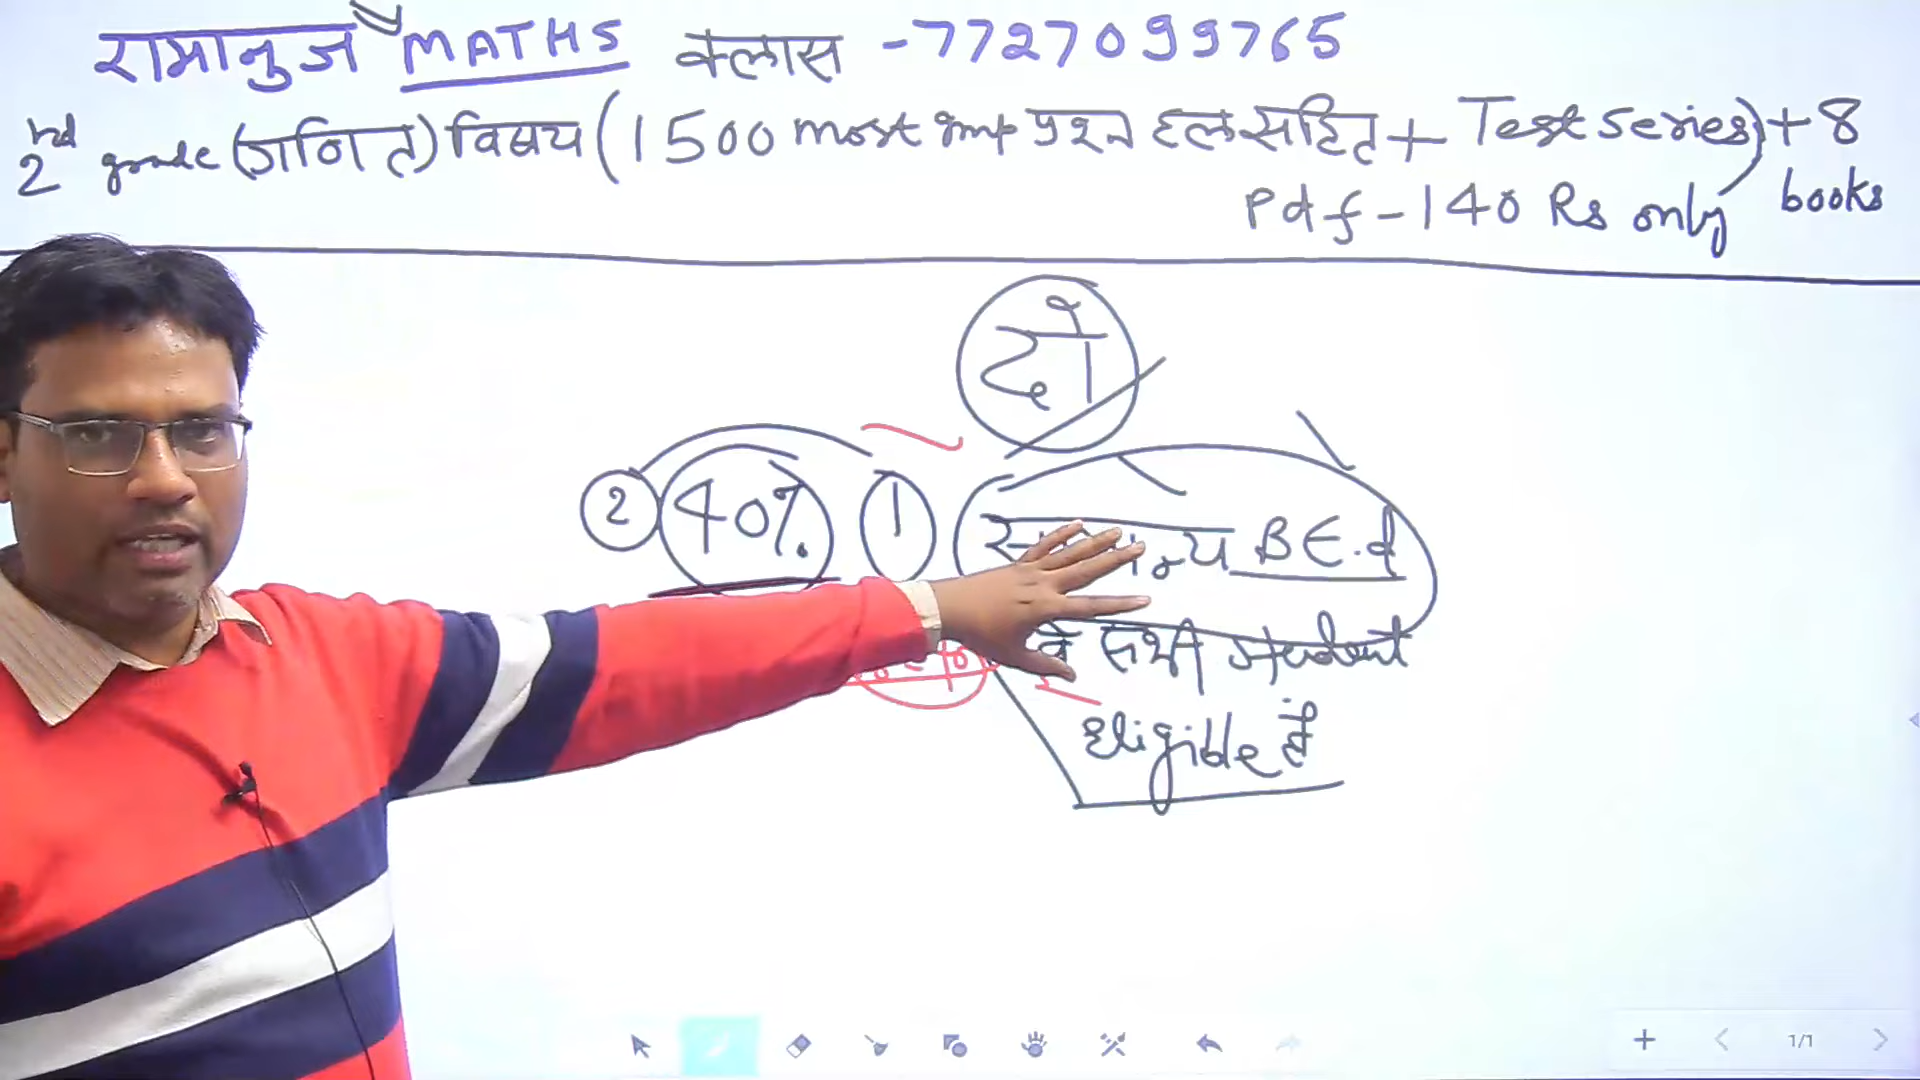 रामानुज MATHS क्लास -7727099765
2nd grade (गणित) विषय (1500 most imp प्रश्न हल सहित + Test series) + 8 books
Pdf - 140 Rs only
दो
2 40% 1 सामान्य B E.d
के सभी student
eligible है
1/1